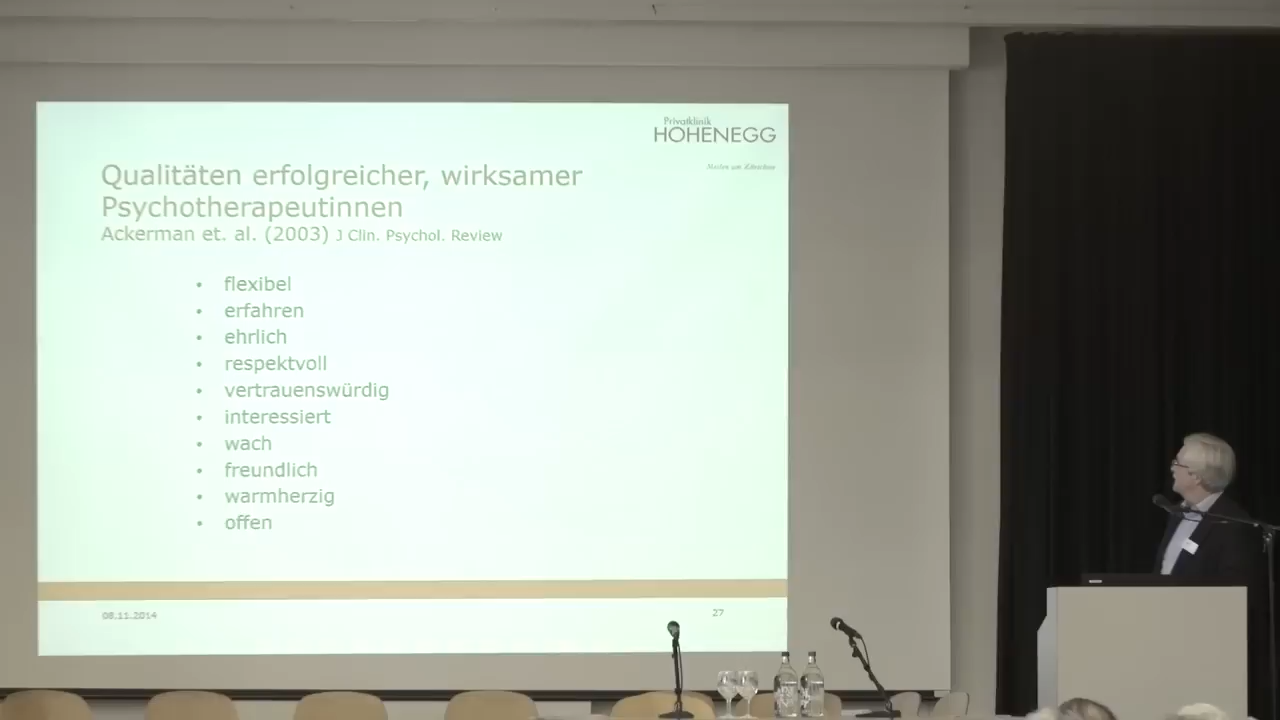 Privatklinik
HOHENEGG
Qualitäten erfolgreicher, wirksamer
Psychotherapeutinnen
Ackerman et. al. (2003) J Clin. Psychol. Review
• flexibel
• erfahren
• ehrlich
• respektvoll
• vertrauenswürdig
• interessiert
• wach
• freundlich
• warmherzig
• offen
08.11.2014
27